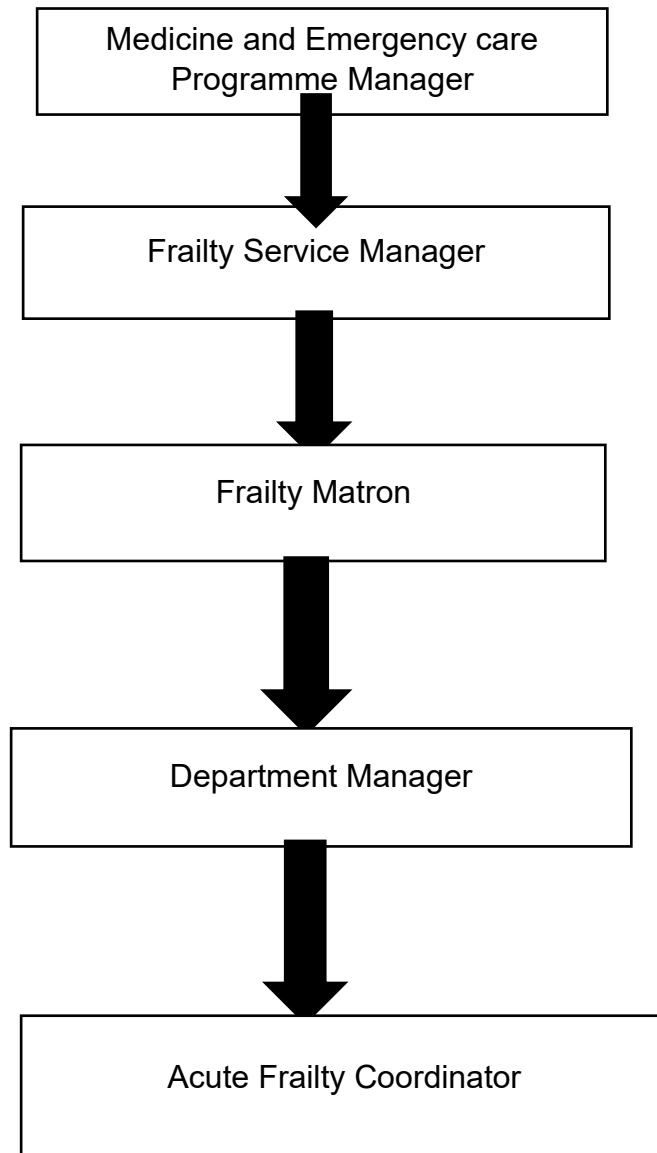 Medicine and Emergency care
Programme Manager
Frailty Service Manager
Frailty Matron
Department Manager
Acute Frailty Coordinator